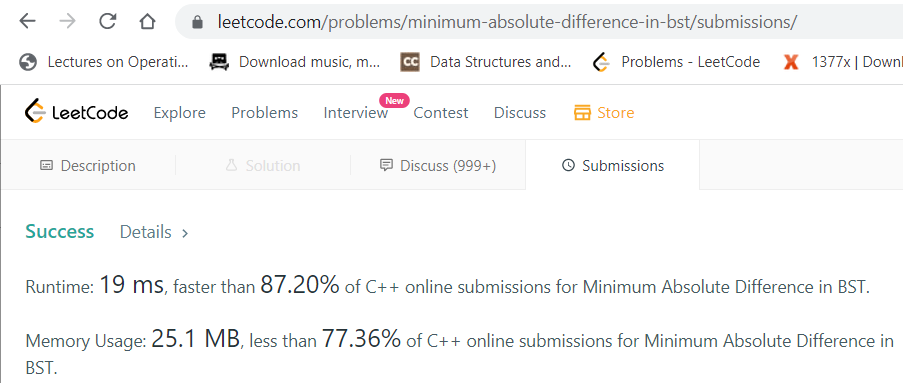 leetcode.com/problems/minimum-absolute-difference-in-bst/submissions/
Lectures on Operati... Download music, m... CC Data Structures and... Problems - LeetCode 1377x | Downl
LeetCode Explore Problems Interview New Contest Discuss Store
Description Solution Discuss (999+) Submissions
Success Details >
Runtime: 19 ms, faster than 87.20% of C++ online submissions for Minimum Absolute Difference in BST.
Memory Usage: 25.1 MB, less than 77.36% of C++ online submissions for Minimum Absolute Difference in
BST.